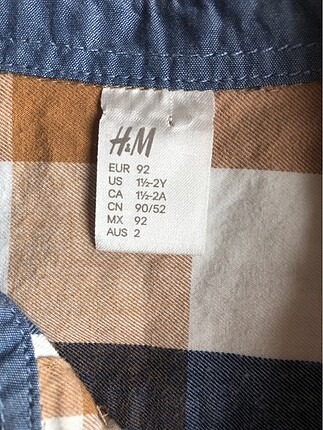 H&M
EUR 92
US 1½-2Y
CA 1½-2A
CN 90/52
MX 92
AUS 2